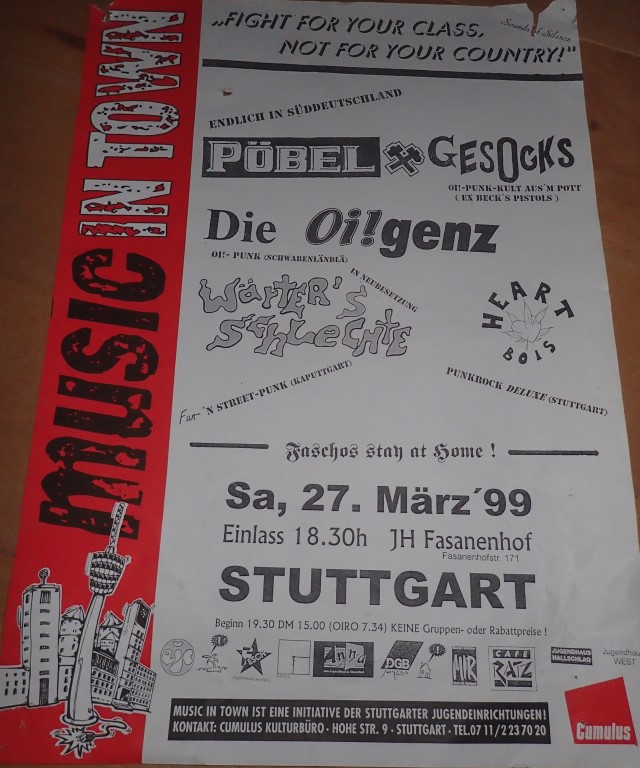 MUSIC IN TOWN
„FIGHT FOR YOUR CLASS,
NOT FOR YOUR COUNTRY!"
ENDLICH IN SÜDDEUTSCHLAND
PÖBEL GESOCKS
OI!-PUNK-KULT AUS´M POTT
( EX BECK´S PISTOLS )
Die Oi!genz
OI!- PUNK (SCHWABENLÄNDLÄ)
IN NEUBESETZUNG
WÄRTER'S
SCHLECHTE
Fun-´N STREET-PUNK (KAPUTTGART)
HEART
BOIS
PUNKROCK DELUXE (STUTTGART)
Faschos stay at Home !
Sa, 27. März´99
Einlass 18.30h JH Fasanenhof
Fasanenhofstr. 171
STUTTGART
Beginn 19.30 DM 15.00 (OIRO 7.34) KEINE Gruppen- oder Rabattpreise !
Anna
DGB
jugend
MIR
CAFE
RATZ
JUGENDHAUS
HALLSCHLAG
WEST
MUSIC IN TOWN IST EINE INITIATIVE DER STUTTGARTER JUGENDEINRICHTUNGEN!
KONTAKT: CUMULUS KULTURBÜRO - HOHE STR. 9 - STUTTGART - TEL.07 11/2 23 70 20
Cumulus